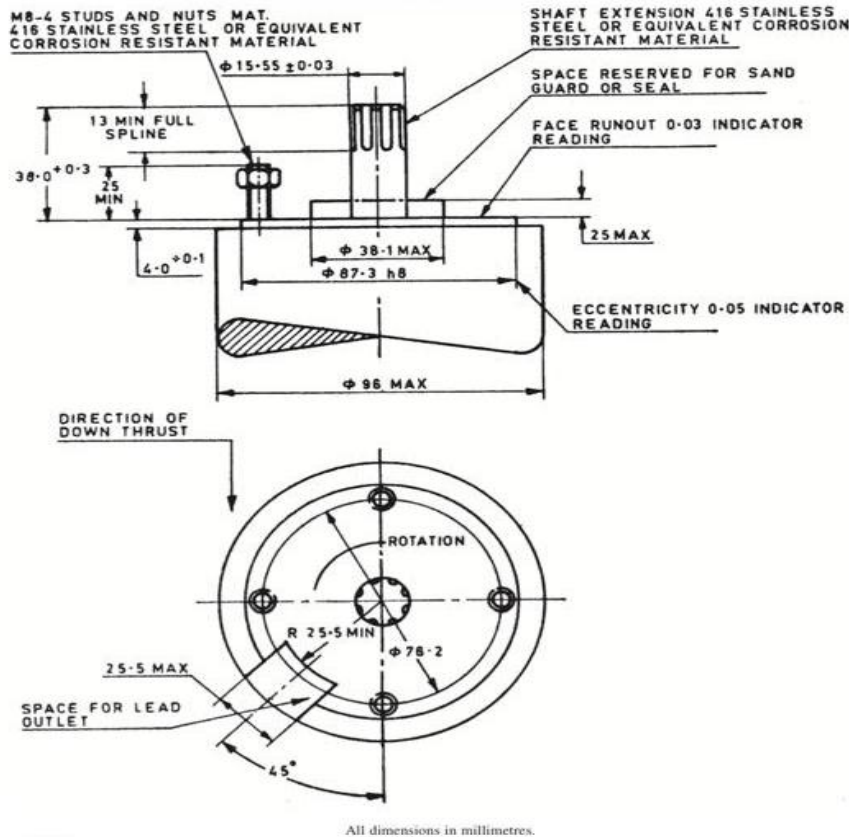 M8-4 STUDS AND NUTS MAT.
416 STAINLESS STEEL OR EQUIVALENT
CORROSION RESISTANT MATERIAL
SHAFT EXTENSION 416 STAINLESS
STEEL OR EQUIVALENT CORROSION
RESISTANT MATERIAL
ϕ 15·55 ±0·03
SPACE RESERVED FOR SAND
GUARD OR SEAL
13 MIN FULL
SPLINE
FACE RUNOUT 0·03 INDICATOR
READING
38·0 +0·3
25
MIN
25 MAX
4·0 +0·1
ϕ 38·1 MAX
ϕ 87·3 h8
ECCENTRICITY 0·05 INDICATOR
READING
ϕ 96 MAX
DIRECTION OF
DOWN THRUST
ROTATION
R 25·5 MIN
ϕ 76·2
25·5 MAX
SPACE FOR LEAD
OUTLET
45°
All dimensions in millimetres.